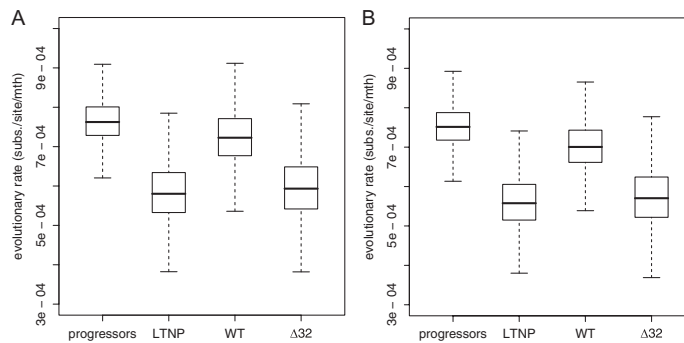 A
evolutionary rate (subs./site/mth)
9e−04
7e−04
5e−04
3e−04
progressors LTNP WT Δ32
B
evolutionary rate (subs./site/mth)
9e−04
7e−04
5e−04
3e−04
progressors LTNP WT Δ32